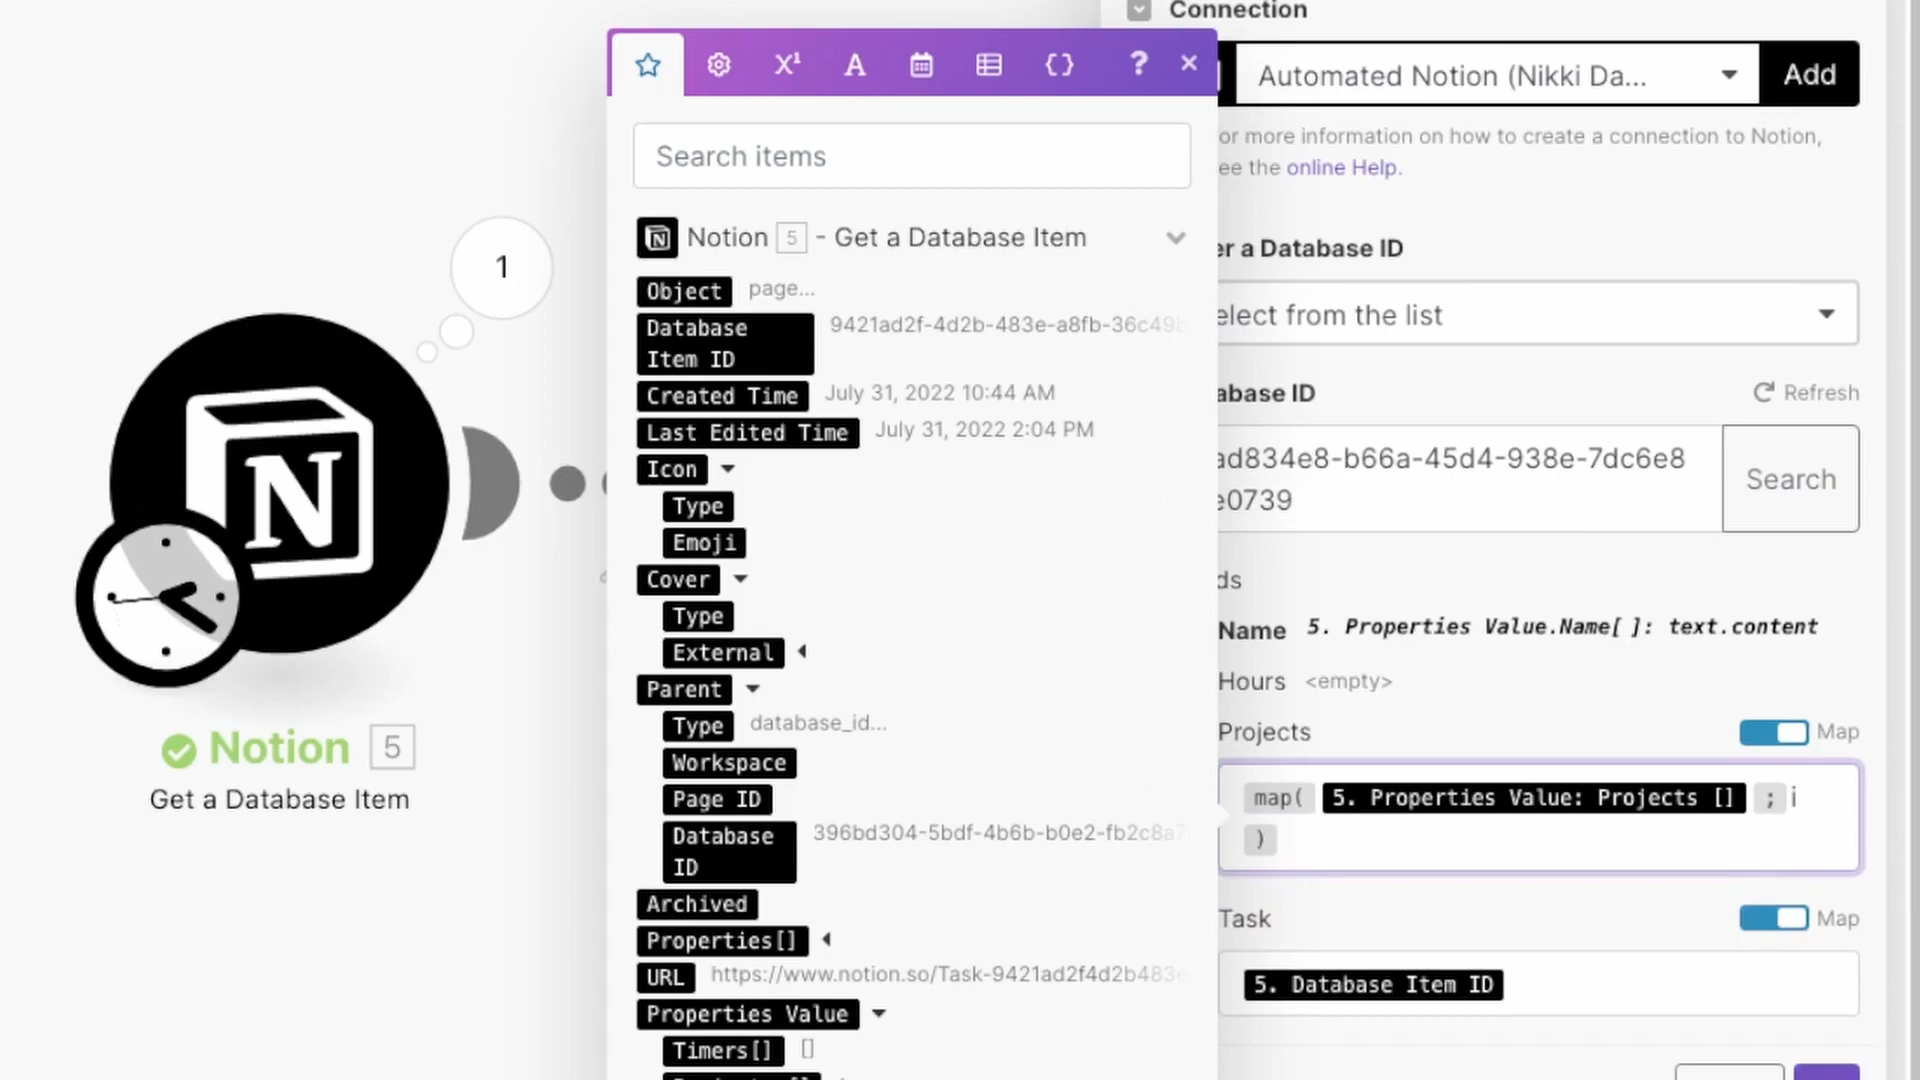 Connection
Automated Notion (Nikki Da...
Add
or more information on how to create a connection to Notion,
ee the online Help.
er a Database ID
elect from the list
abase ID
Refresh
ad834e8-b66a-45d4-938e-7dc6e8
e0739
Search
ds
Name 5. Properties Value.Name[ ]: text.content
Hours <empty>
Projects
Map
map( 5. Properties Value: Projects [] ; i
)
Task
Map
5. Database Item ID
X¹ A {} ? ×
Search items
Notion 5 - Get a Database Item
Object page...
Database Item ID 9421ad2f-4d2b-483e-a8fb-36c49b
Created Time July 31, 2022 10:44 AM
Last Edited Time July 31, 2022 2:04 PM
Icon
Type
Emoji
Cover
Type
External
Parent
Type database_id...
Workspace
Page ID
Database ID 396bd304-5bdf-4b6b-b0e2-fb2c8a7
Archived
Properties[]
URL https://www.notion.so/Task-9421ad2f4d2b483e
Properties Value
Timers[] []
1
N
Notion 5
Get a Database Item